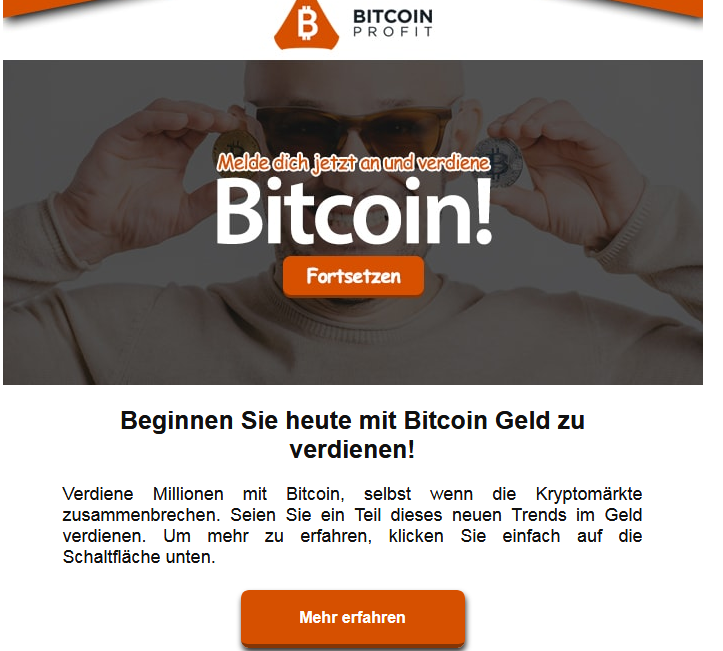 BITCOIN
PROFIT
Melde dich jetzt an und verdiene
Bitcoin!
Fortsetzen
Beginnen Sie heute mit Bitcoin Geld zu
verdienen!
Verdiene Millionen mit Bitcoin, selbst wenn die Kryptomärkte
zusammenbrechen. Seien Sie ein Teil dieses neuen Trends im Geld
verdienen. Um mehr zu erfahren, klicken Sie einfach auf die
Schaltfläche unten.
Mehr erfahren